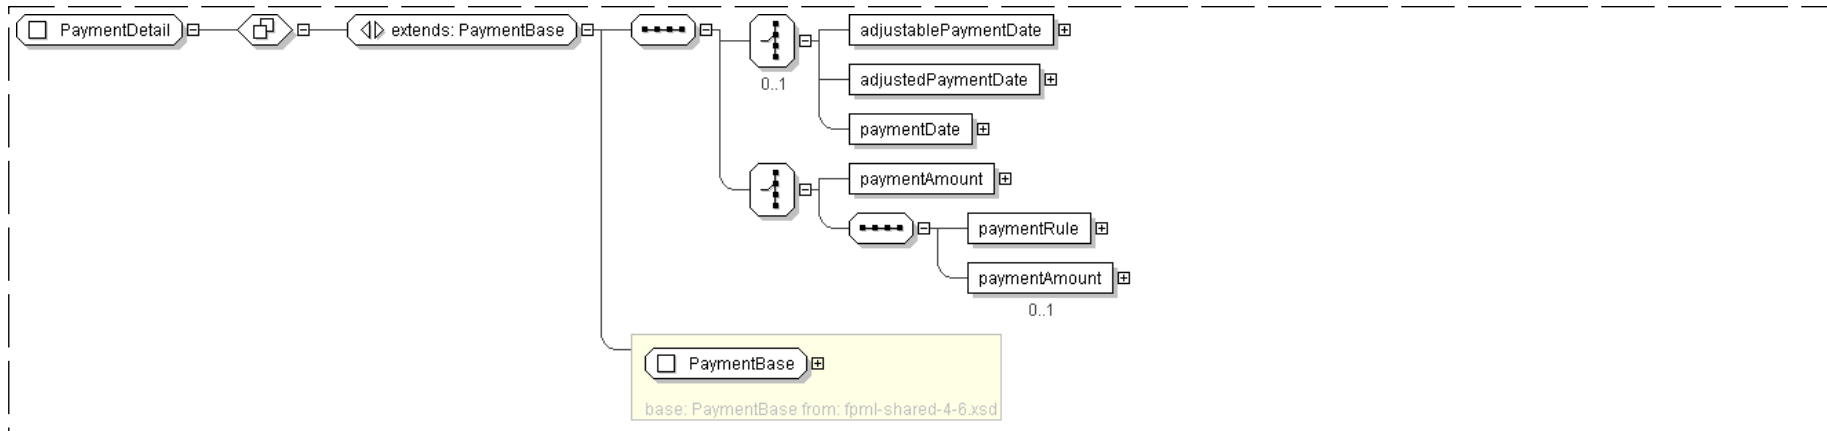 PaymentDetail
extends: PaymentBase
adjustablePaymentDate
0..1
adjustedPaymentDate
paymentDate
paymentAmount
paymentRule
paymentAmount
0..1
PaymentBase
base: PaymentBase from: fpml-shared-4-6.xsd